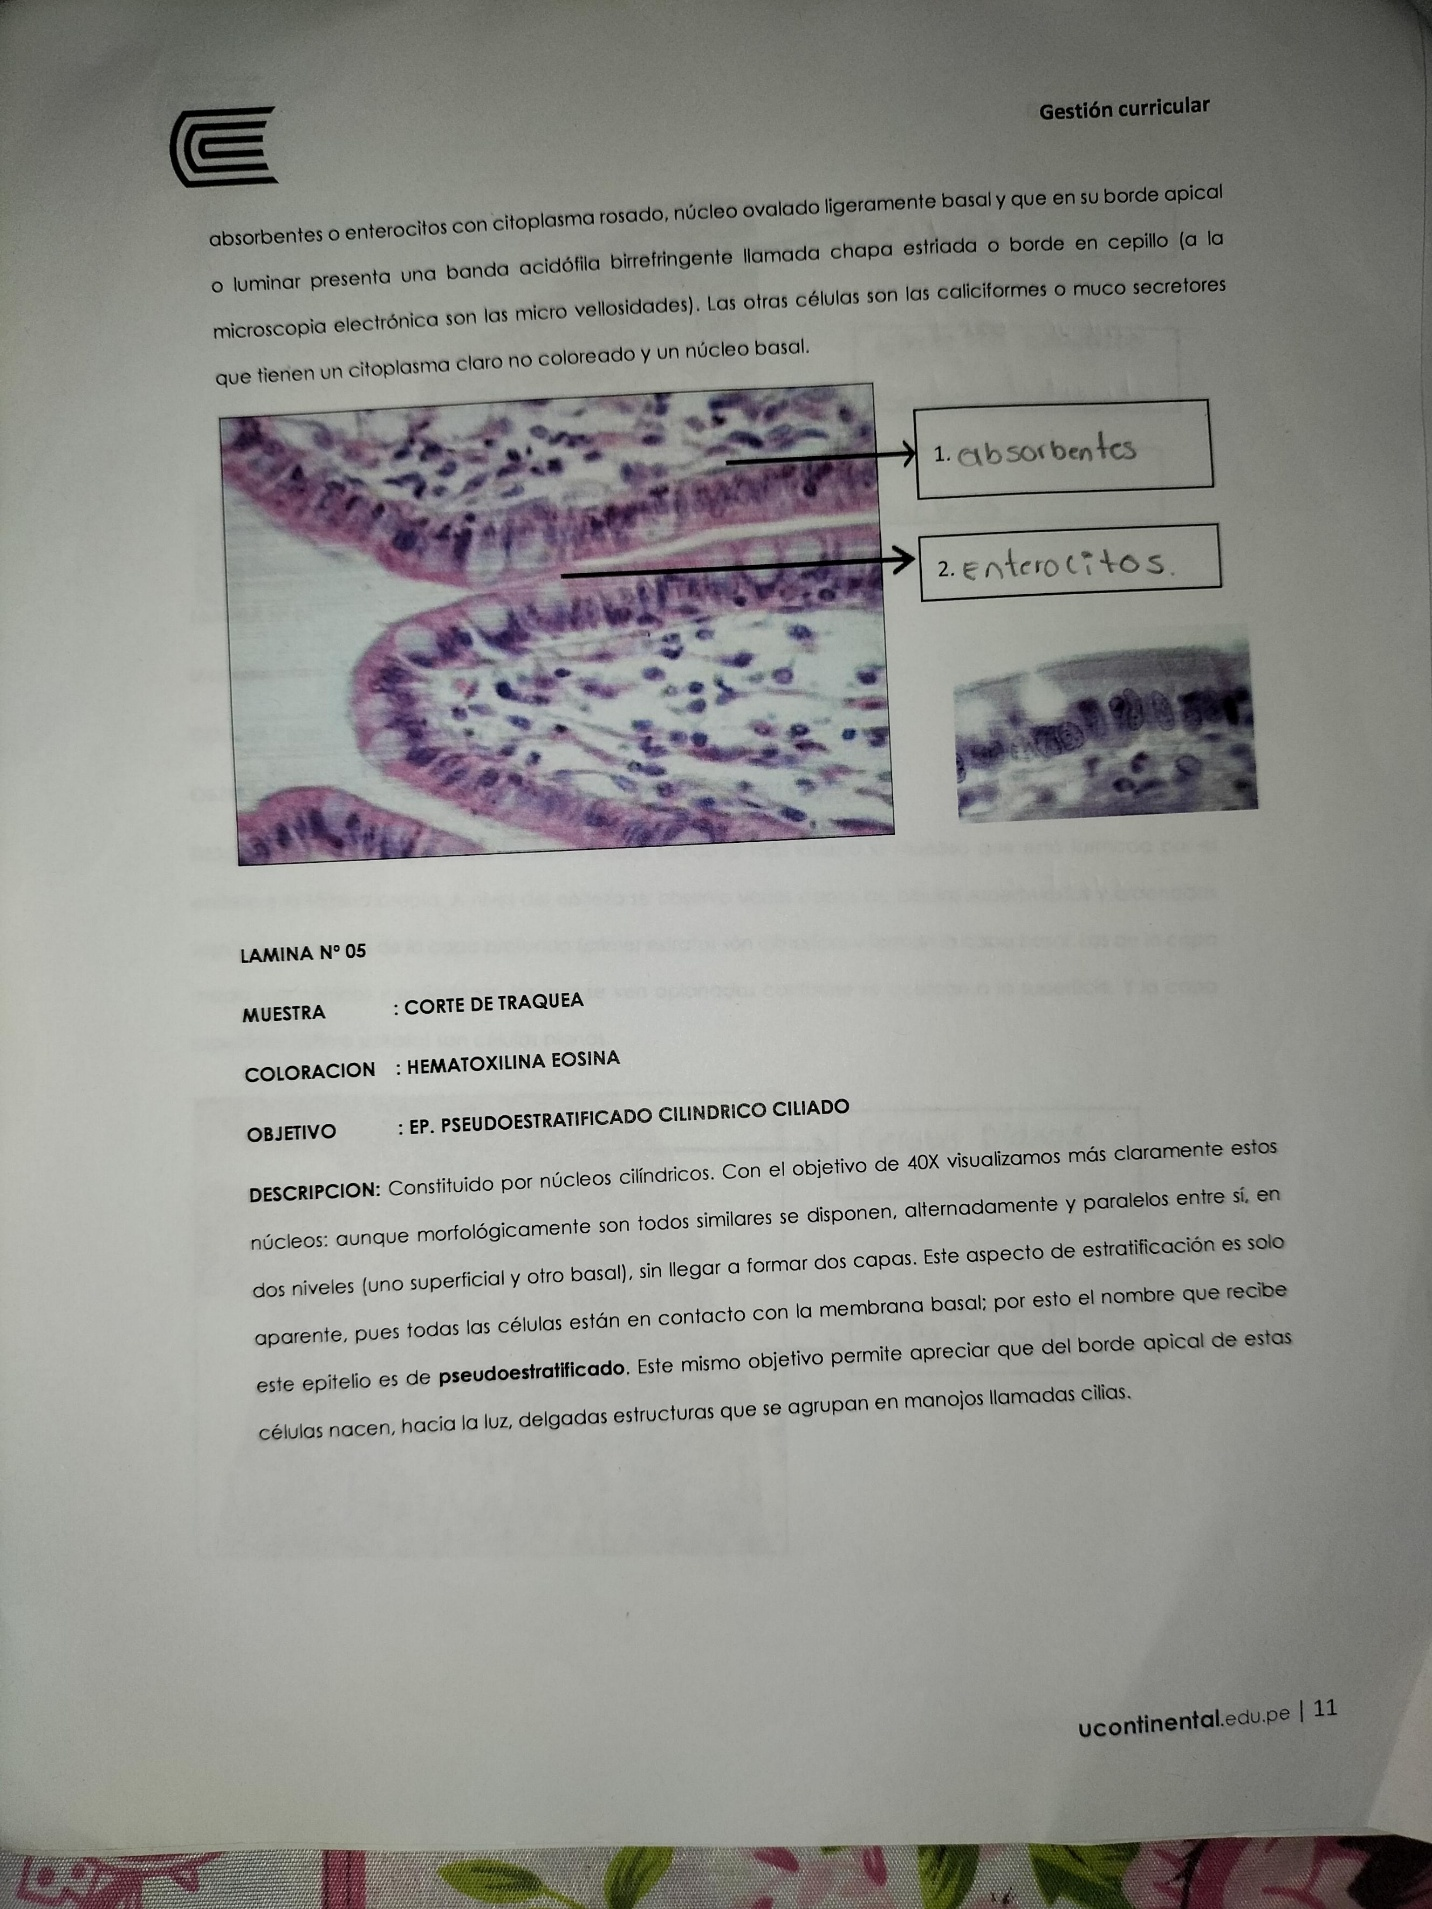 Gestión curricular
absorbentes o enterocitos con citoplasma rosado, núcleo ovalado ligeramente basal y que en su borde apical
o luminar presenta una banda acidófila birrefringente llamada chapa estriada o borde en cepillo (a la
microscopia electrónica son las micro vellosidades). Las otras células son las caliciformes o muco secretores
que tienen un citoplasma claro no coloreado y un núcleo basal.
1. absorbentes
2. enterocitos.
LAMINA Nº 05
MUESTRA : CORTE DE TRAQUEA
COLORACION : HEMATOXILINA EOSINA
OBJETIVO : EP. PSEUDOESTRATIFICADO CILINDRICO CILIADO
DESCRIPCION: Constituido por núcleos cilíndricos. Con el objetivo de 40X visualizamos más claramente estos
núcleos: aunque morfológicamente son todos similares se disponen, alternadamente y paralelos entre sí, en
dos niveles (uno superficial y otro basal), sin llegar a formar dos capas. Este aspecto de estratificación es solo
aparente, pues todas las células están en contacto con la membrana basal; por esto el nombre que recibe
este epitelio es de pseudoestratificado. Este mismo objetivo permite apreciar que del borde apical de estas
células nacen, hacia la luz, delgadas estructuras que se agrupan en manojos llamadas cilias.
ucontinental.edu.pe | 11